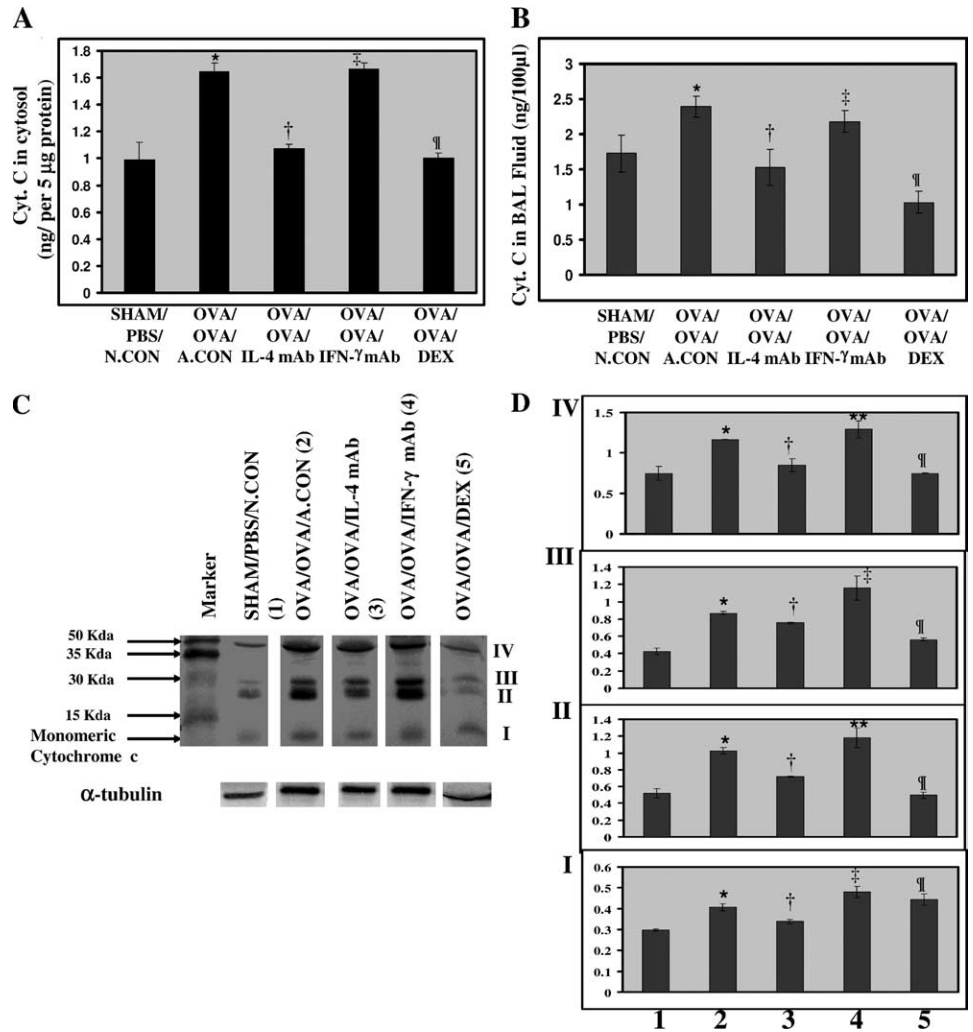 A
Cyt. C in cytosol
(ng/ per 5 µg protein)
1.8
1.6
1.4
1.2
1
0.8
0.6
0.4
0.2
0
*
†
‡
¶
SHAM/ OVA/ OVA/ OVA/ OVA/
PBS/ OVA/ OVA/ OVA/ OVA/
N.CON A.CON IL-4 mAb IFN-γ mAb DEX
B
Cyt. C in BAL Fluid (ng/100µl)
3
2.5
2
1.5
1
0.5
0
*
†
‡
¶
SHAM/ OVA/ OVA/ OVA/ OVA/
PBS/ OVA/ OVA/ OVA/ OVA/
N.CON A.CON IL-4 mAb IFN-γ mAb DEX
C
Marker
SHAM/PBS/N.CON
(1)
OVA/OVA/A.CON (2)
OVA/OVA/IL-4 mAb
(3)
OVA/OVA/IFN-γ mAb (4)
OVA/OVA/DEX (5)
50 Kda
35 Kda
30 Kda
15 Kda
Monomeric
Cytochrome c
IV
III
II
I
α-tubulin
D
IV
1.5
1
0.5
0
*
†
**
¶
III
1.4
1.2
1
0.8
0.6
0.4
0.2
0
*
†
‡
¶
II
1.4
1.2
1
0.8
0.6
0.4
0.2
0
*
†
**
¶
I
0.6
0.5
0.4
0.3
0.2
0.1
0
*
†
‡
¶
1 2 3 4 5